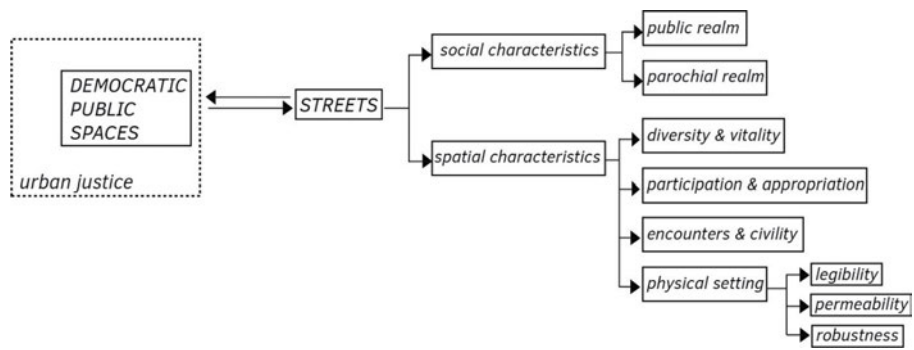 DEMOCRATIC
PUBLIC
SPACES
urban justice
STREETS
social characteristics
public realm
parochial realm
spatial characteristics
diversity & vitality
participation & appropriation
encounters & civility
physical setting
legibility
permeability
robustness